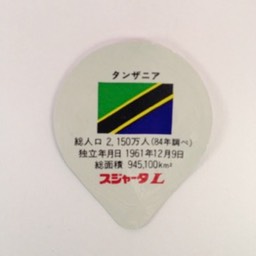 タンザニア
総人口 2,150万人(84年調べ)
独立年月日 1961年12月9日
総面積 945,100km²
スジャータL